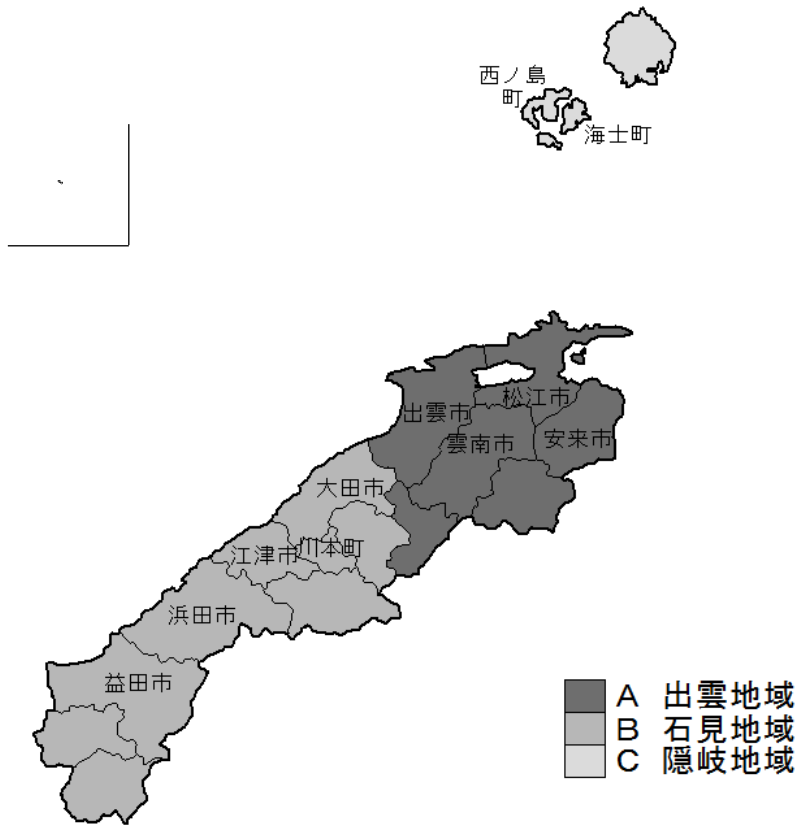 西ノ島
町
海士町
松江市
出雲市
雲南市
安来市
大田市
川本町
江津市
浜田市
益田市
A 出雲地域
B 石見地域
C 隠岐地域